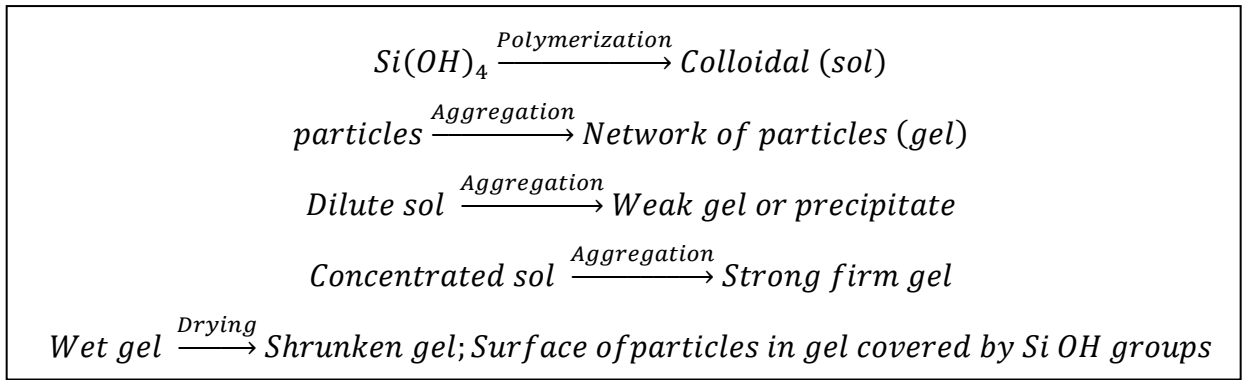 Si(OH)₄ Polymerization → Colloidal (sol)
particles Aggregation → Network of particles (gel)
Dilute sol Aggregation → Weak gel or precipitate
Concentrated sol Aggregation → Strong firm gel
Wet gel Drying → Shrunken gel; Surface ofparticles in gel covered by Si OH groups